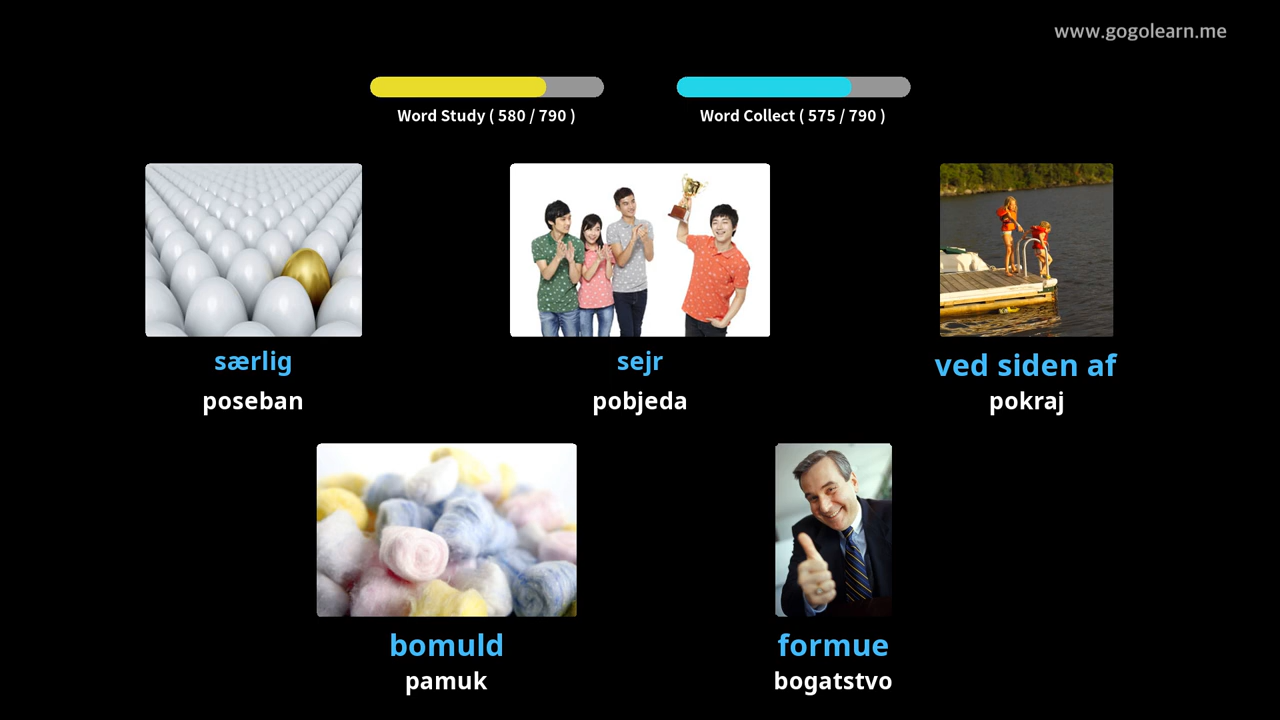 www.gogolearn.me
Word Study ( 580 / 790 )
Word Collect ( 575 / 790 )
særlig
poseban
sejr
pobjeda
ved siden af
pokraj
bomuld
pamuk
formue
bogatstvo